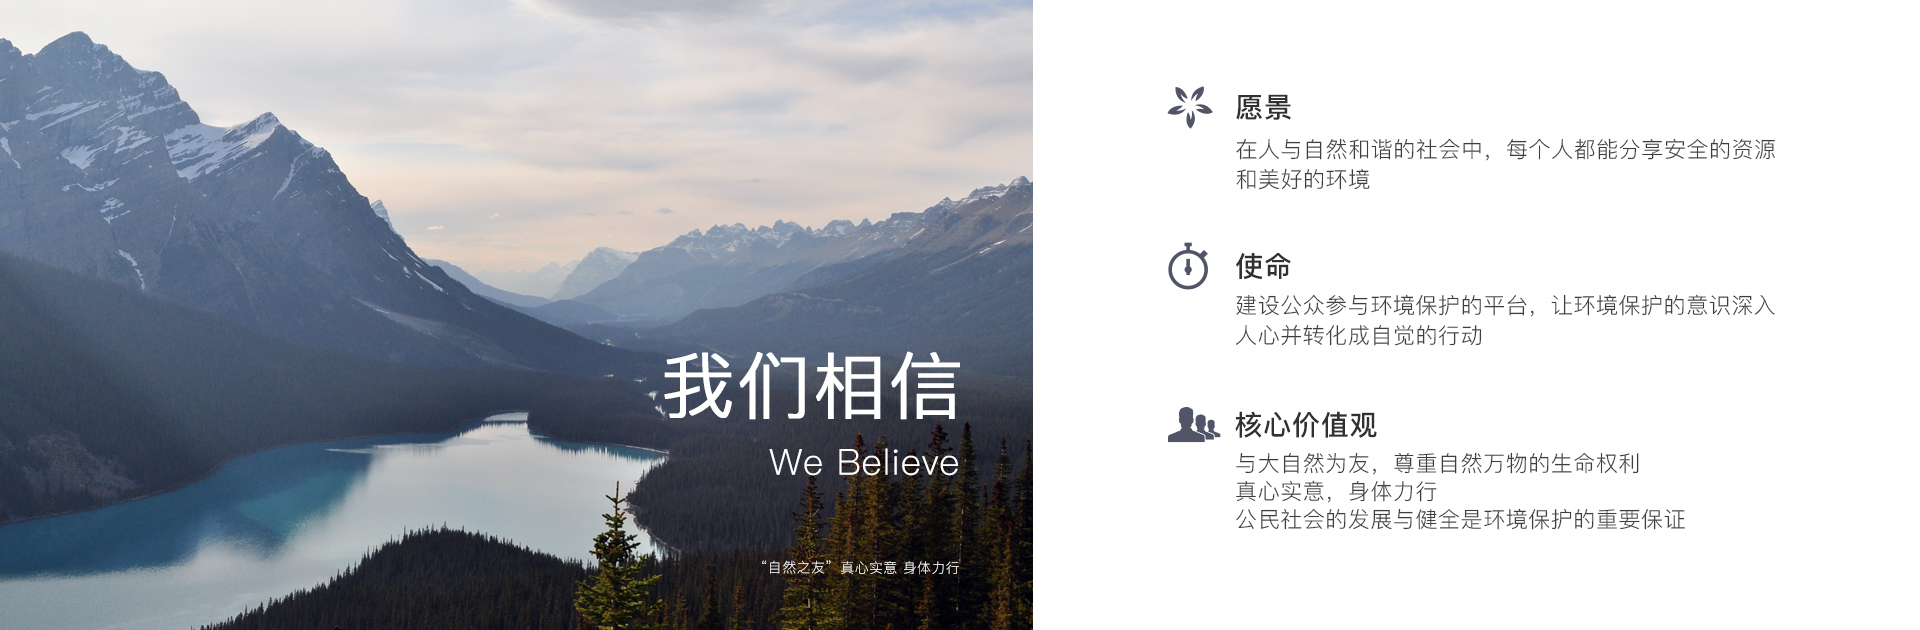 我们相信
We Believe
“自然之友”真心实意 身体力行
愿景
在人与自然和谐的社会中，每个人都能分享安全的资源
和美好的环境
使命
建设公众参与环境保护的平台，让环境保护的意识深入
人心并转化成自觉的行动
核心价值观
与大自然为友，尊重自然万物的生命权利
真心实意，身体力行
公民社会的发展与健全是环境保护的重要保证